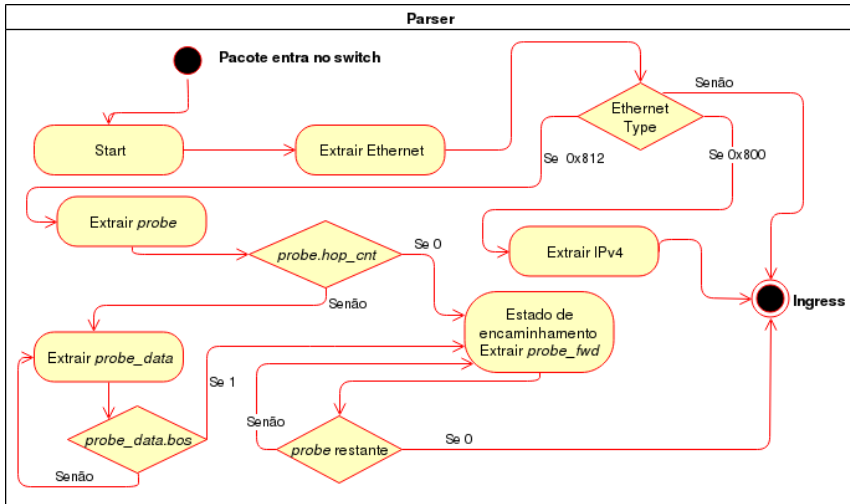 Parser
Pacote entra no switch
Start
Extrair Ethernet
Ethernet
Type
Senão
Se 0x812
Se 0x800
Extrair probe
probe.hop_cnt
Se 0
Extrair IPv4
Senão
Ingress
Estado de
encaminhamento
Extrair probe_fwd
Extrair probe_data
Se 1
probe_data.bos
Senão
Senão
probe restante
Se 0